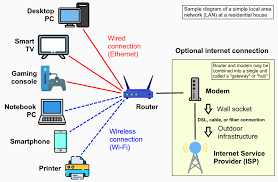 Desktop
PC
Sample diagram of a simple local area
network (LAN) at a residential house
Smart
TV
Wired
connection
(Ethernet)
Optional internet connection
Gaming
console
Router and modem may be
combined into a single unit
called a "gateway" or "hub"
Router
Modem
Notebook
PC
Wall socket
DSL, cable, or fiber connection
Wireless
connection
(Wi-Fi)
Outdoor
infrastructure
Smartphone
Internet Service
Provider (ISP)
Printer